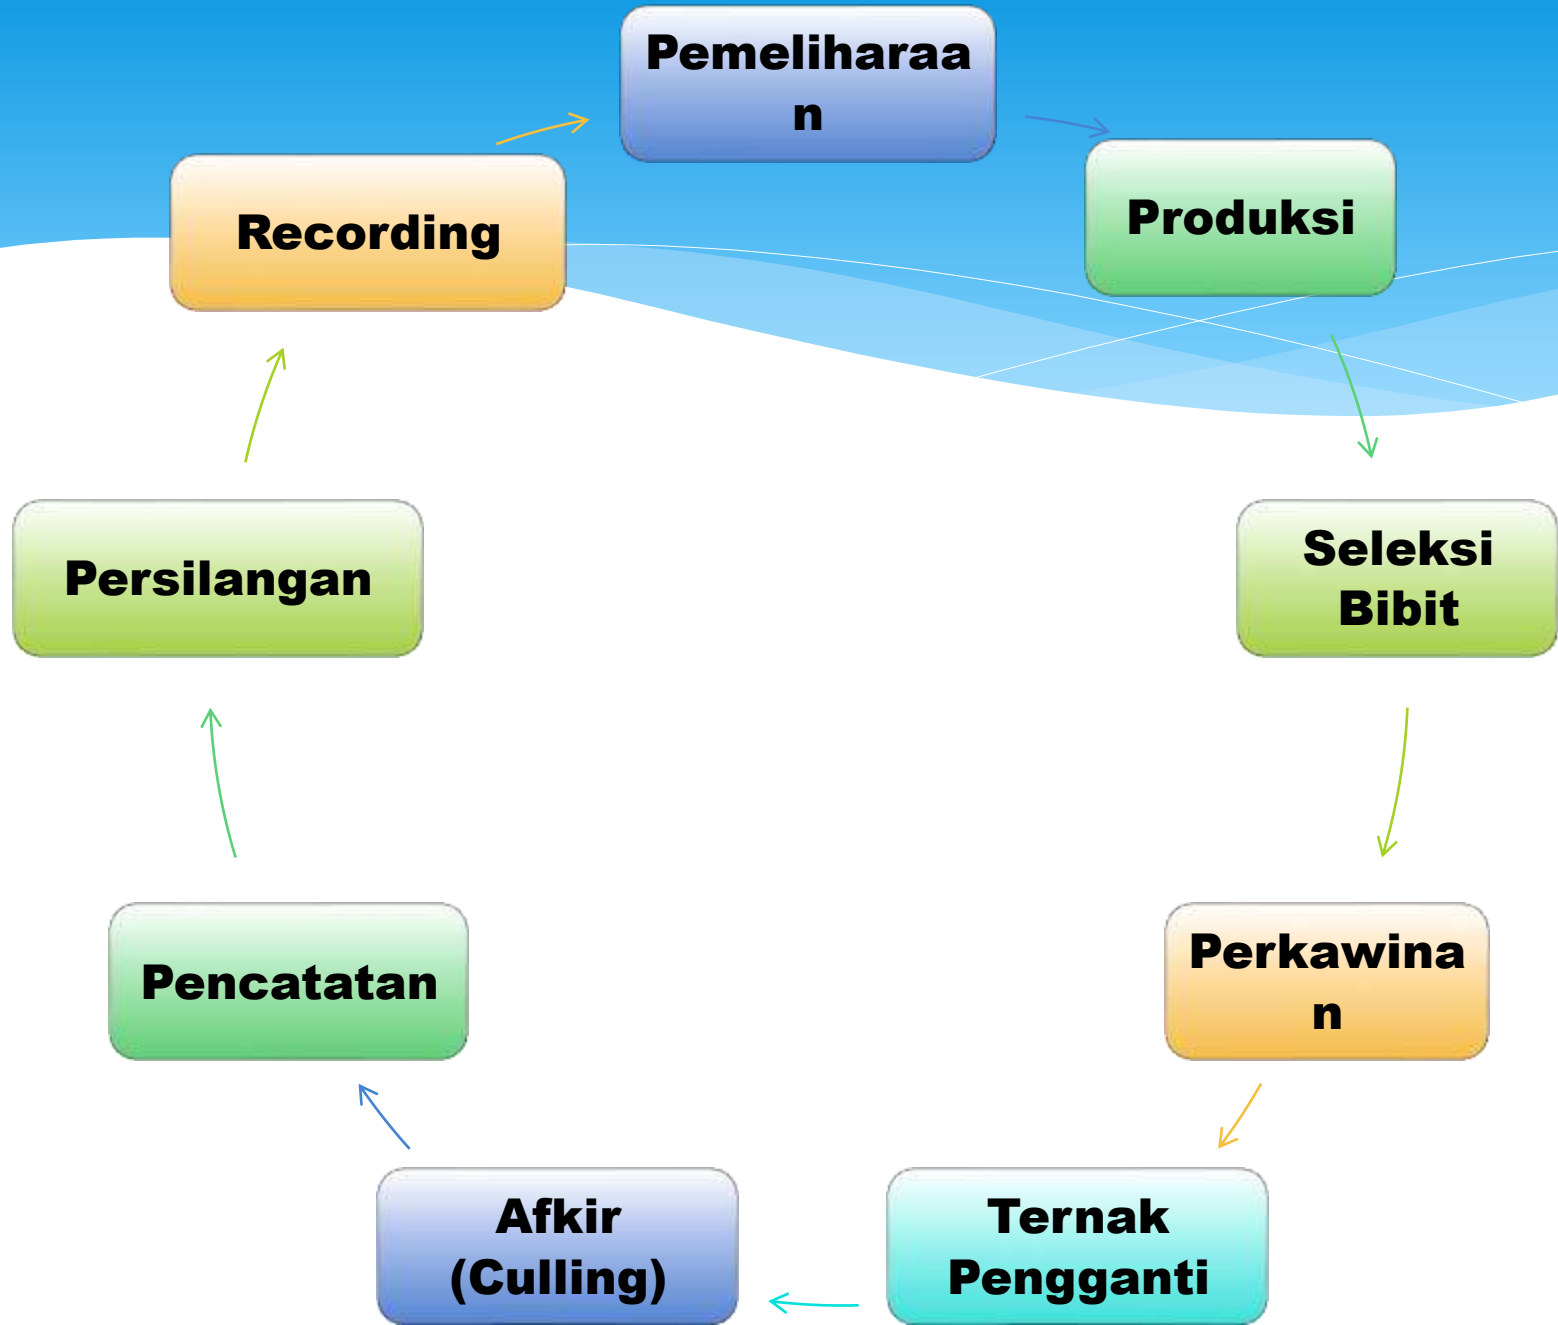 Pemeliharaa
n
Produksi
Seleksi
Bibit
Perkawina
n
Ternak
Pengganti
Afkir
(Culling)
Pencatatan
Persilangan
Recording